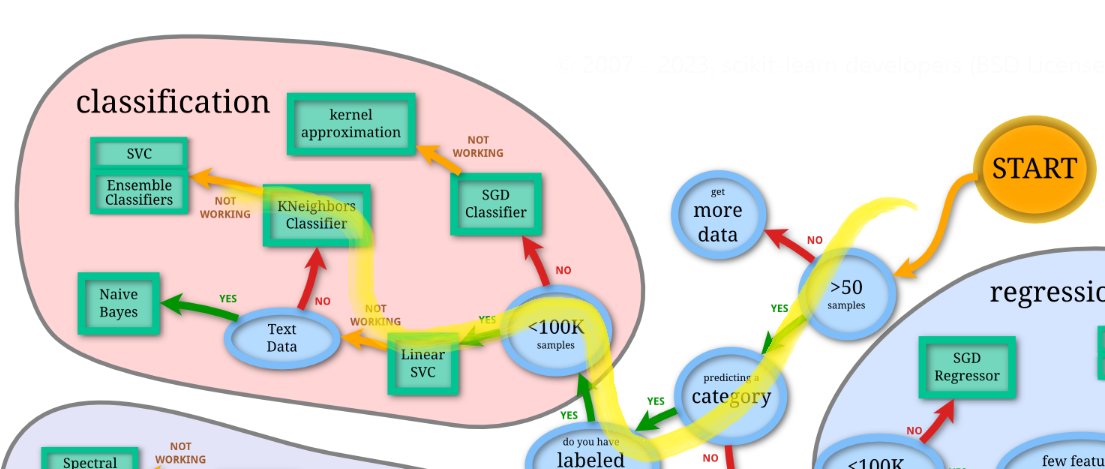 © 2007 - 2023, scikit-learn developers (BSD License
classification
kernel
approximation
NOT
WORKING
START
SVC
Ensemble
Classifiers
NOT
WORKING
KNeighbors
Classifier
SGD
Classifier
get
more
data
NO
NO
>50
samples
regressio
Naive
Bayes
YES
NO
Text
Data
NOT
WORKING
YES
<100K
samples
YES
Linear
SVC
SGD
Regressor
predicting a
category
YES
YES
NO
do you have
labeled
NO
NOT
WORKING
Spectral
<100K
few featu